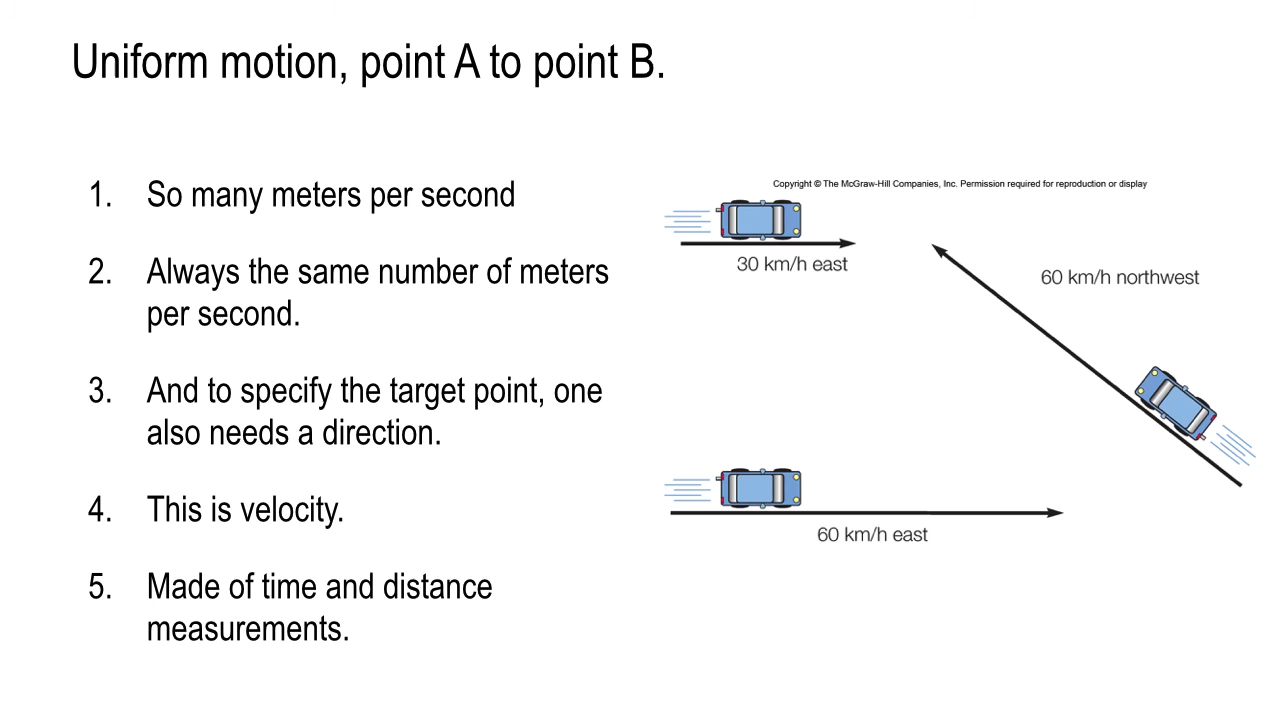 Uniform motion, point A to point B.
1. So many meters per second
2. Always the same number of meters
per second.
3. And to specify the target point, one
also needs a direction.
4. This is velocity.
5. Made of time and distance
measurements.
Copyright © The McGraw-Hill Companies, Inc. Permission required for reproduction or display
30 km/h east
60 km/h northwest
60 km/h east